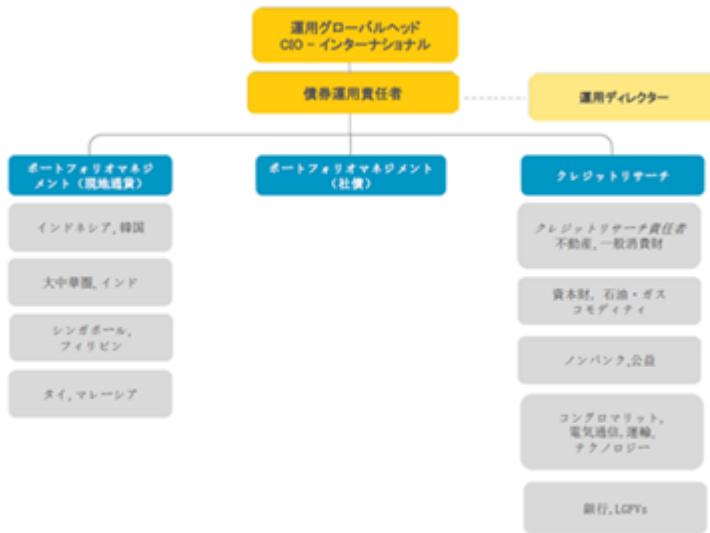 運用グローバルヘッド
CIO - インターナショナル
債券運用責任者
運用ディレクター
ポートフォリオマネジ
メント（現地通貨）
インドネシア, 韓国
大中華圏, インド
シンガポール,
フィリピン
タイ, マレーシア
ポートフォリオマネジメント
（社債）
クレジットリサーチ
クレジットリサーチ責任者
不動産, 一般消費財
資本財, 石油・ガス
コモディティ
ノンバンク,公益
コングロマリット,
電気通信, 運輸,
テクノロジー
銀行, LGFVs